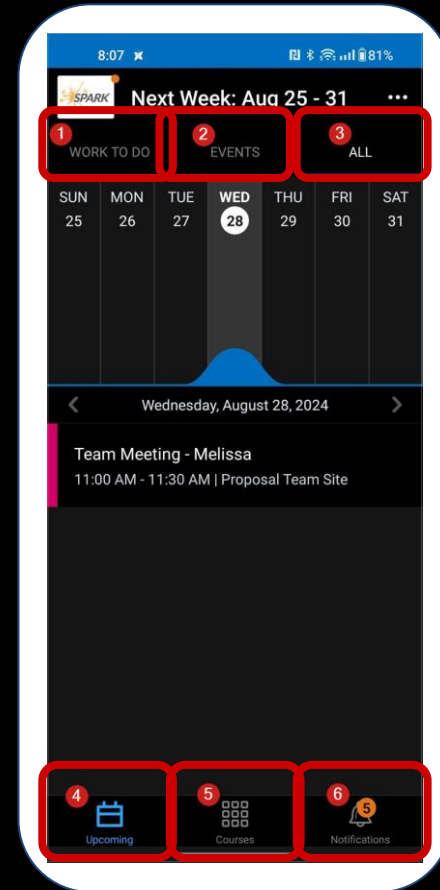 8:07 81%
SPARK Next Week: Aug 25 - 31
1 2 3
WORK TO DO EVENTS ALL
SUN MON TUE WED THU FRI SAT
25 26 27 28 29 30 31
Wednesday, August 28, 2024
Team Meeting - Melissa
11:00 AM - 11:30 AM | Proposal Team Site
4 5 6
5
Upcoming Courses Notifications